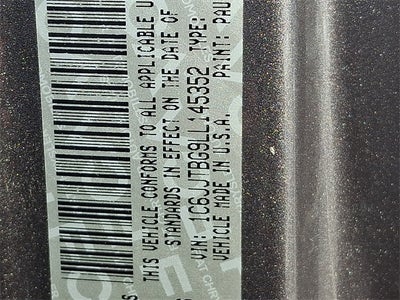 THIS VEHICLE CONFORMS TO ALL APPLICABLE U
STANDARDS IN EFFECT ON THE DATE OF
VIN: 1C6JJTBG9LL145352 TYPE:
VEHICLE MADE IN U.S.A. PAINT: PAU